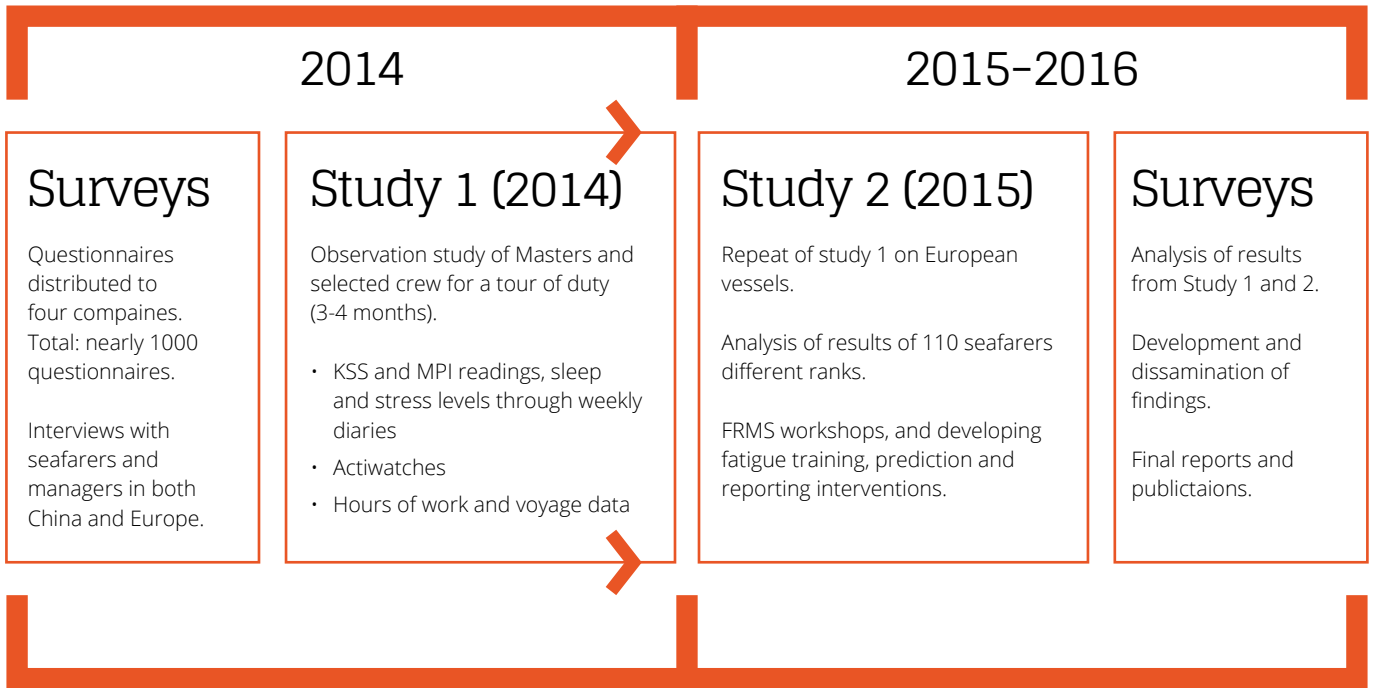 2014
2015–2016
Surveys
Questionnaires
distributed to
four compaines.
Total: nearly 1000
questionnaires.
Interviews with
seafarers and
managers in both
China and Europe.
Study 1 (2014)
Observation study of Masters and
selected crew for a tour of duty
(3-4 months).
• KSS and MPI readings, sleep
and stress levels through weekly
diaries
• Actiwatches
• Hours of work and voyage data
Study 2 (2015)
Repeat of study 1 on European
vessels.
Analysis of results of 110 seafarers
different ranks.
FRMS workshops, and developing
fatigue training, prediction and
reporting interventions.
Surveys
Analysis of results
from Study 1 and 2.
Development and
dissamination of
findings.
Final reports and
publictaions.